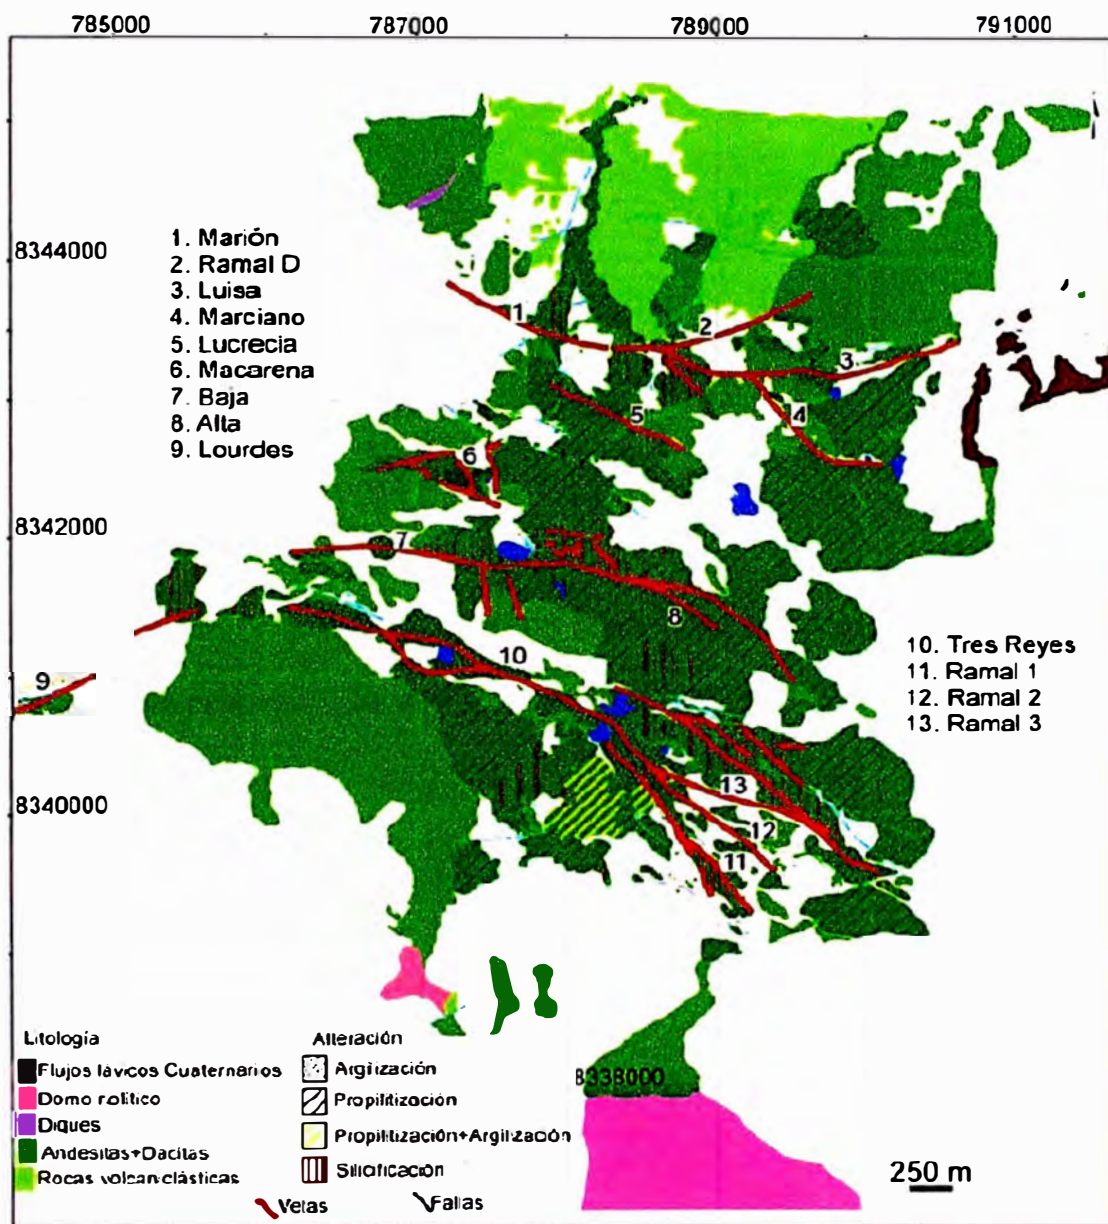 785000 787000 789000 791000
8344000
8342000
8340000
8338000
1. Marión
2. Ramal D
3. Luisa
4. Marciano
5. Lucrecia
6. Macarena
7. Baja
8. Alta
9. Lourdes
10. Tres Reyes
11. Ramal 1
12. Ramal 2
13. Ramal 3
1
2
3
4
5
6
7
8
9
10
13
12
11
Litología
Flujos lávicos Cuaternarios
Domo riolítico
Diques
Andesitas+Dacitas
Rocas volcaniclásticas
Alteración
Argilización
Propilitización
Propilitización+Argilización
Silicificación
Vetas
Fallas
250 m